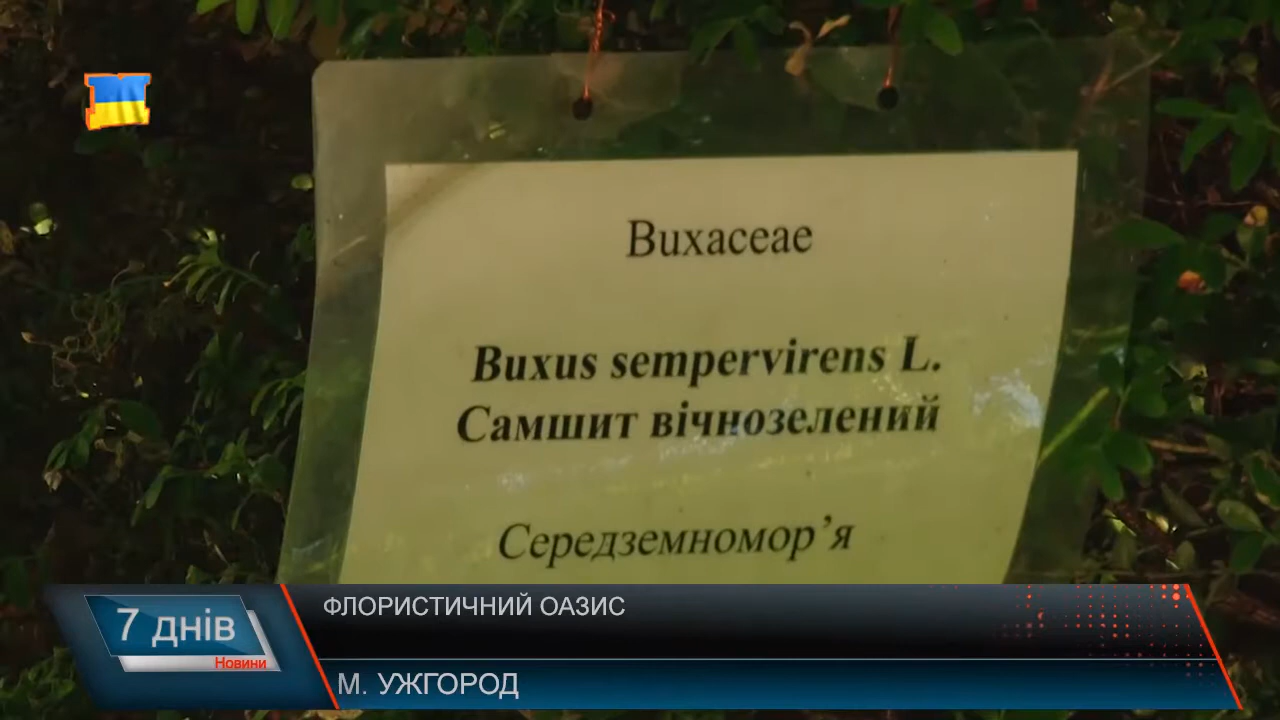 Buxaceae
Buxus sempervirens L.
Самшит вічнозелений
Середземномор’я
7 днів
Новини
ФЛОРИСТИЧНИЙ ОАЗИС
М. УЖГОРОД